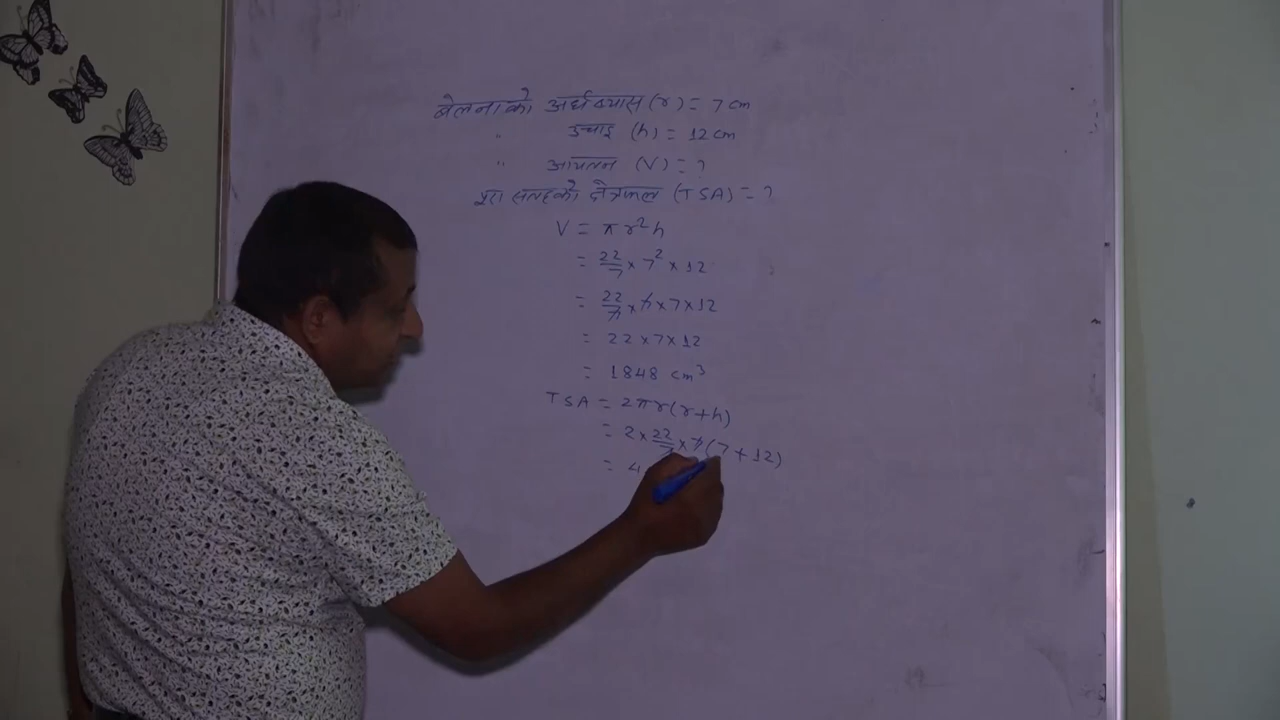 बेलनाको अर्धव्यास (r) = 7 cm
" उचाइ (h) = 12 cm
" आयतन (V) = ?
पूरा सतहको क्षेत्रफल (TSA) = ?
V = πr²h
= 22/7 × 7² × 12
= 22/7 × 7 × 7 × 12
= 22 × 7 × 12
= 1848 cm³
TSA = 2πr(r+h)
= 2 × 22/7 × 7(7+12)
= 4